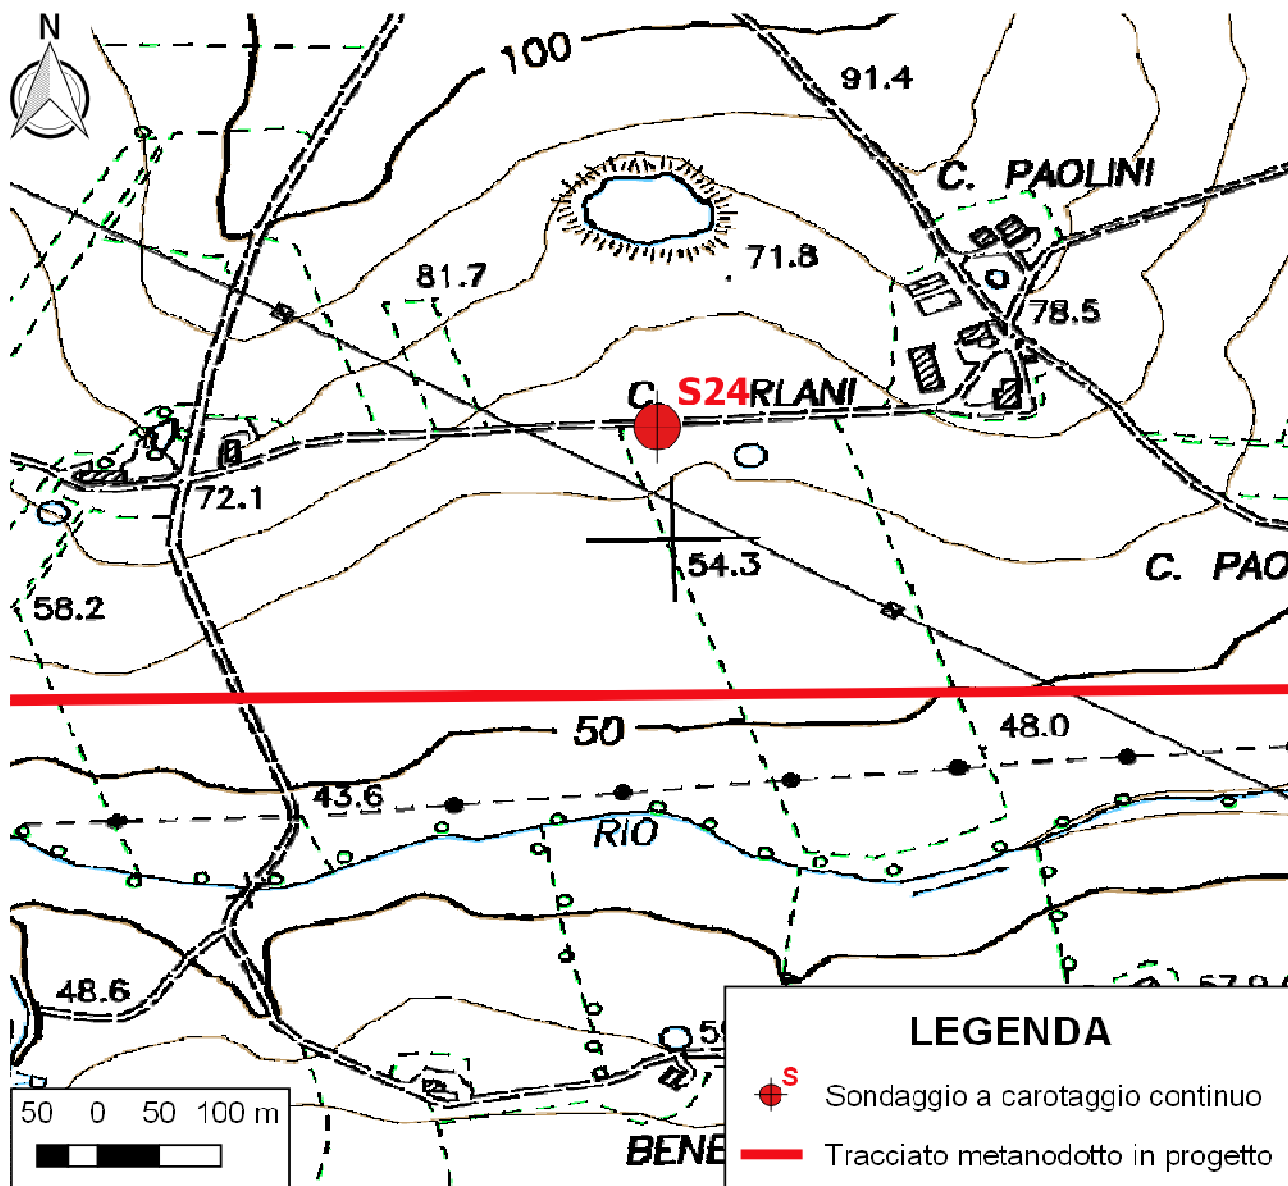 N
100
91.4
C. PAOLINI
71.8
81.7
78.5
C. S24 RLANI
72.1
54.3
C. PAO
58.2
50
48.0
43.6
RIO
48.6
LEGENDA
S Sondaggio a carotaggio continuo
Tracciato metanodotto in progetto
50 0 50 100 m
BENE